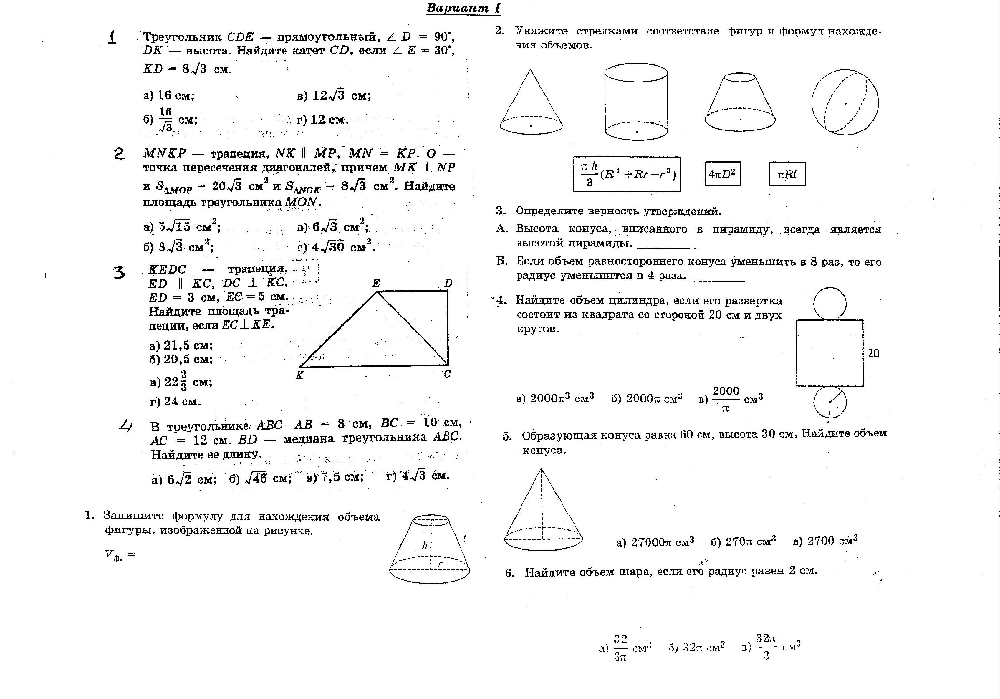 Вариант I
1 Треугольник CDE — прямоугольный, ∠ D = 90°,
DK — высота. Найдите катет CD, если ∠ E = 30°,
KD = 8√3 см.
а) 16 см; в) 12√3 см;
б) 16/√3 см; г) 12 см.
2 MNKP — трапеция, NK ∥ MP, MN = KP. O —
точка пересечения диагоналей, причем MK ⊥ NP
и S△MOP = 20√3 см² и S△NOK = 8√3 см². Найдите
площадь треугольника MON.
а) 5√15 см²; в) 6√3 см²;
б) 8√3 см²; г) 4√30 см².
3 KEDC — трапеция.
ED ∥ KC, DC ⊥ KC,
ED = 3 см, EC = 5 см.
Найдите площадь тра-
пеции, если EC ⊥ KE.
а) 21,5 см;
б) 20,5 см;
в) 22 2/3 см;
г) 24 см.
E D
K C
4 В треугольнике ABC AB = 8 см, BC = 10 см,
AC = 12 см. BD — медиана треугольника ABC.
Найдите ее длину.
а) 6√2 см; б) √46 см; в) 7,5 см; г) 4√3 см.
1. Запишите формулу для нахождения объема
фигуры, изображенной на рисунке.
Vф. =
h l
r
2. Укажите стрелками соответствие фигур и формул нахожде-
ния объемов.
π h/3 (R² + Rr + r²) 4πD² πRl
3. Определите верность утверждений.
А. Высота конуса, вписанного в пирамиду, всегда является
высотой пирамиды. ________
Б. Если объем равностороннего конуса уменьшить в 8 раз, то его
радиус уменьшится в 4 раза. ________
4. Найдите объем цилиндра, если его развертка
состоит из квадрата со стороной 20 см и двух
кругов.
20
а) 2000π³ см³ б) 2000π см³ в) 2000/π см³
5. Образующая конуса равна 60 см, высота 30 см. Найдите объем
конуса.
а) 27000π см³ б) 270π см³ в) 2700 см³
6. Найдите объем шара, если его радиус равен 2 см.
а) 32/3π см³ б) 32π см³ в) 32π/3 см³